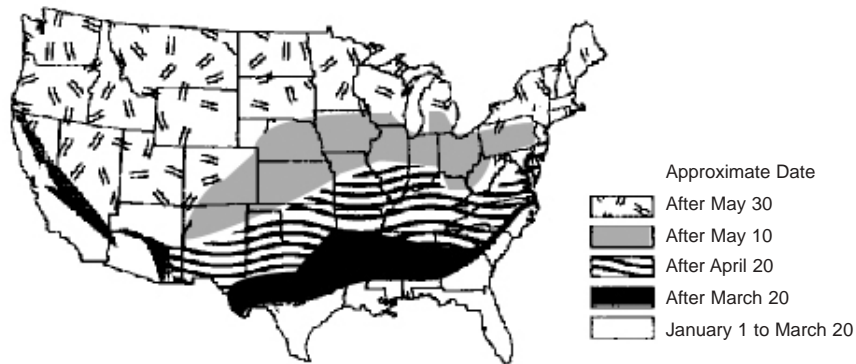 Approximate Date
After May 30
After May 10
After April 20
After March 20
January 1 to March 20